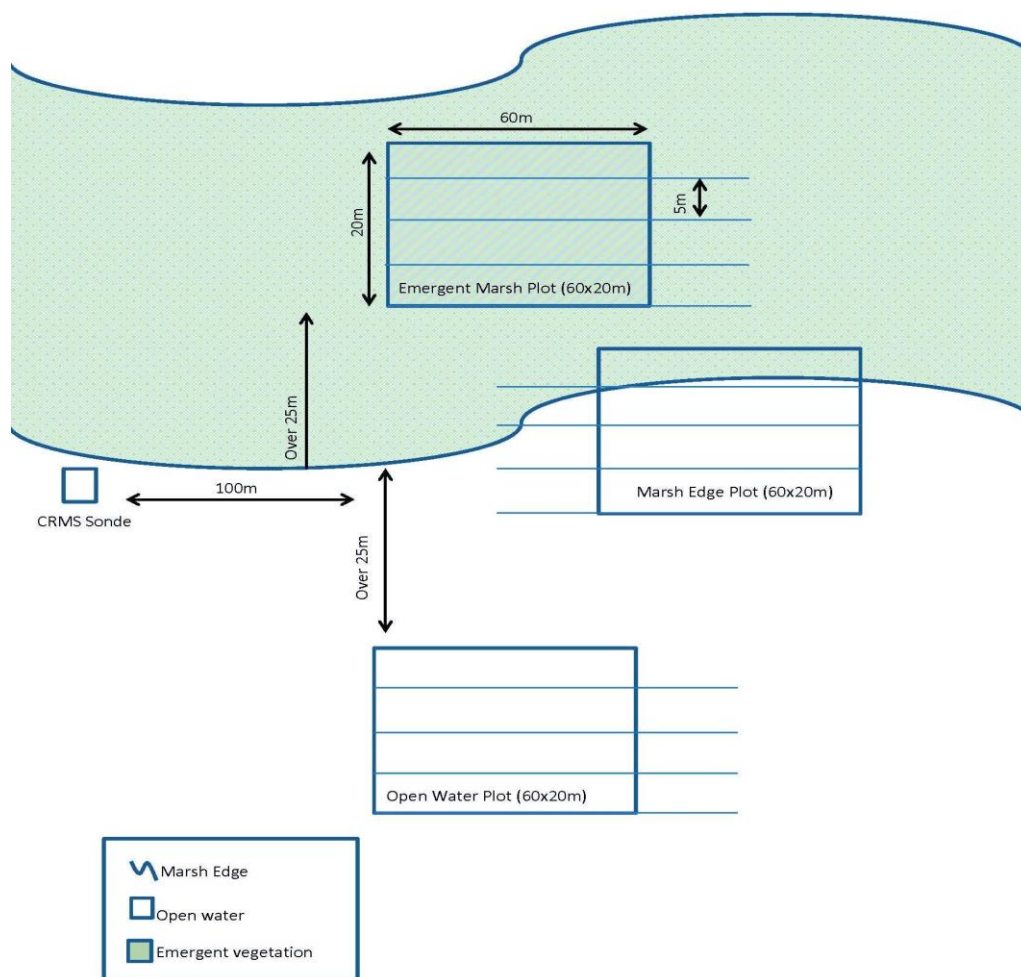 60m
20m
5m
Emergent Marsh Plot (60x20m)
Over 25m
100m
CRMS Sonde
Marsh Edge Plot (60x20m)
Over 25m
Open Water Plot (60x20m)
Marsh Edge
Open water
Emergent vegetation